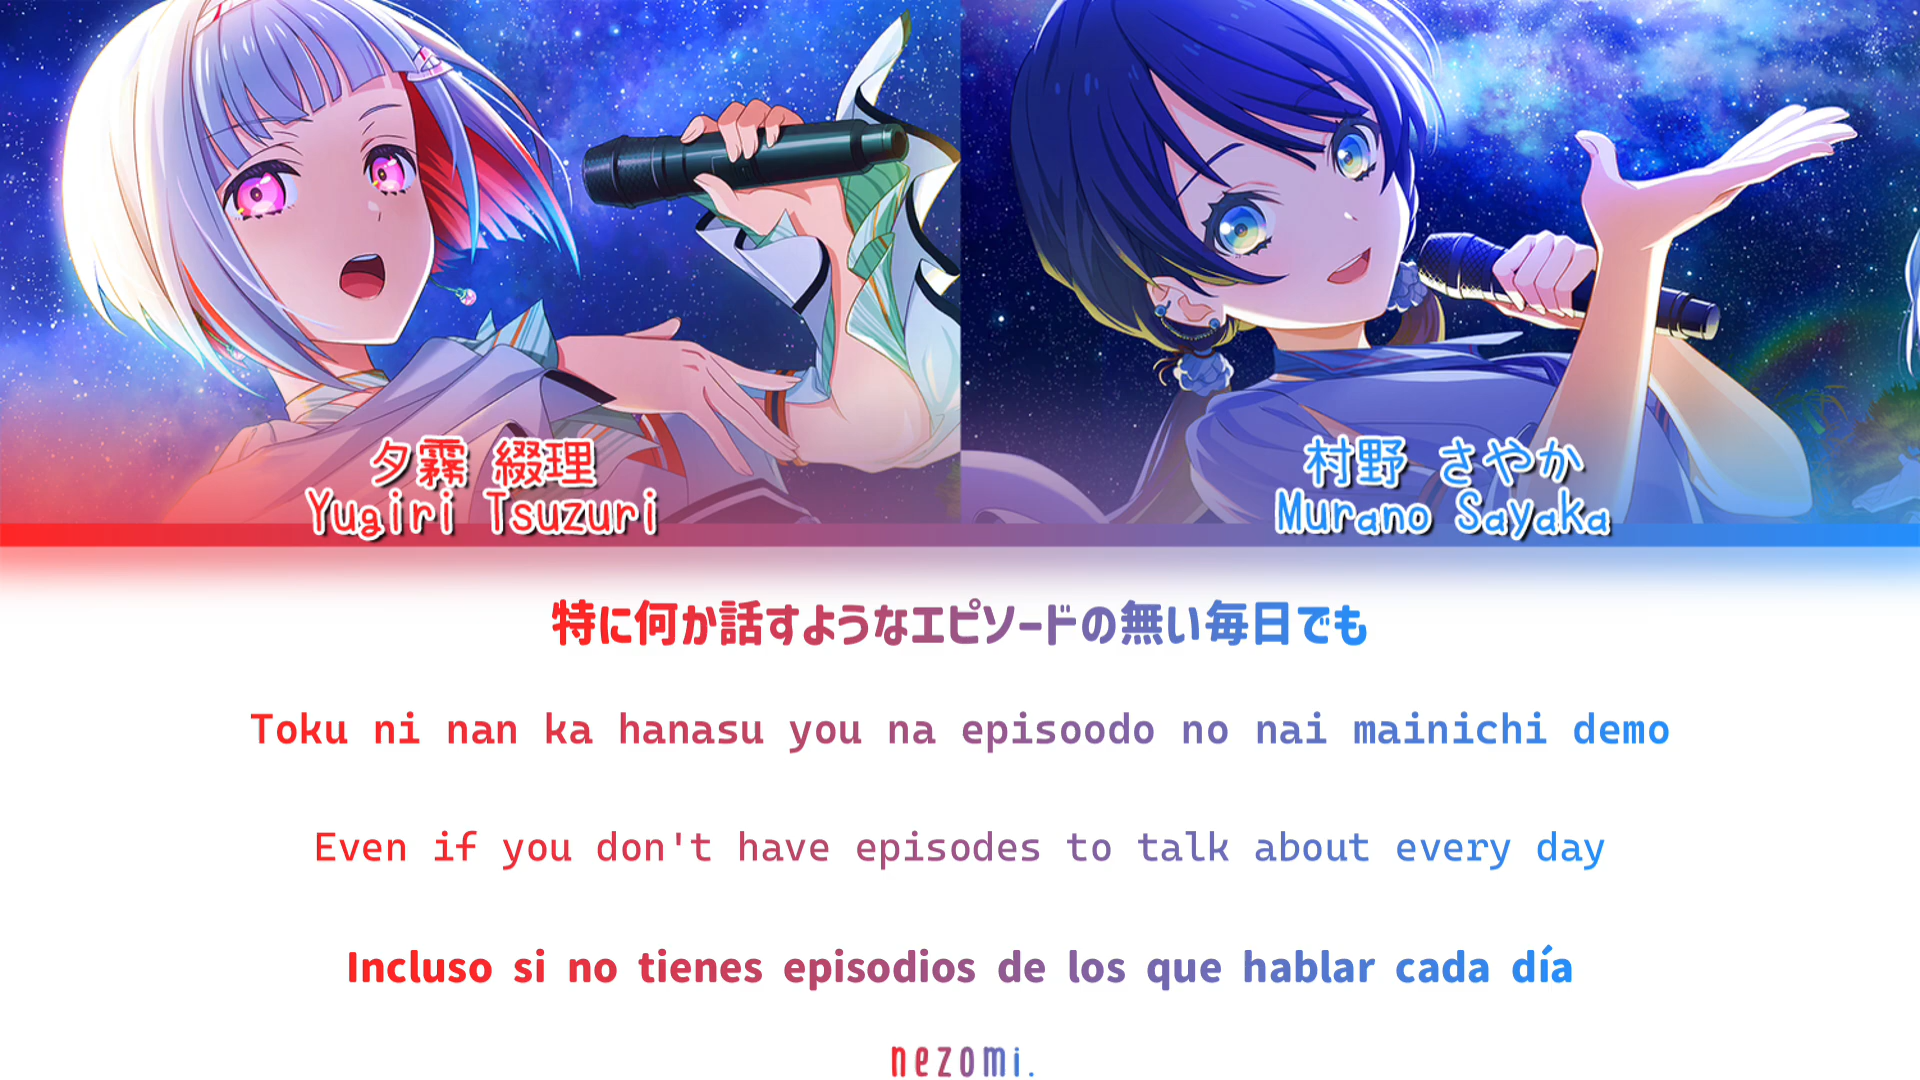 夕霧 綴理
Yugiri Tsuzuri
村野 さやか
Murano Sayaka
特に何か話すようなエピソードの無い毎日でも
Toku ni nan ka hanasu you na episoodo no nai mainichi demo
Even if you don't have episodes to talk about every day
Incluso si no tienes episodios de los que hablar cada día
nezomi.